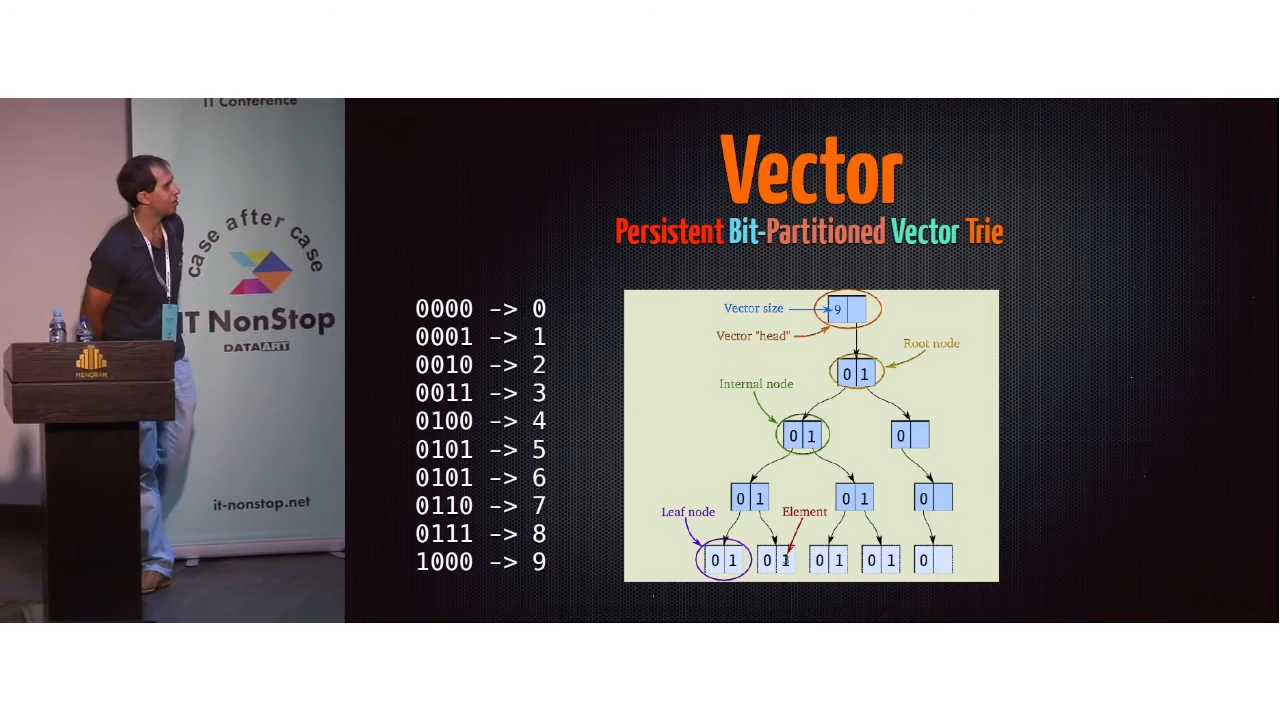 IT Conference
case after case
IT NonStop
DATAART
it-nonstop.net
MENORAH
Vector
Persistent Bit-Partitioned Vector Trie
0000 -> 0
0001 -> 1
0010 -> 2
0011 -> 3
0100 -> 4
0101 -> 5
0101 -> 6
0110 -> 7
0111 -> 8
1000 -> 9
Vector size
9
Vector "head"
Root node
0 1
Internal node
0 1
0
0 1
0 1
0
Leaf node
Element
0 1
0 1
0 1
0 1
0